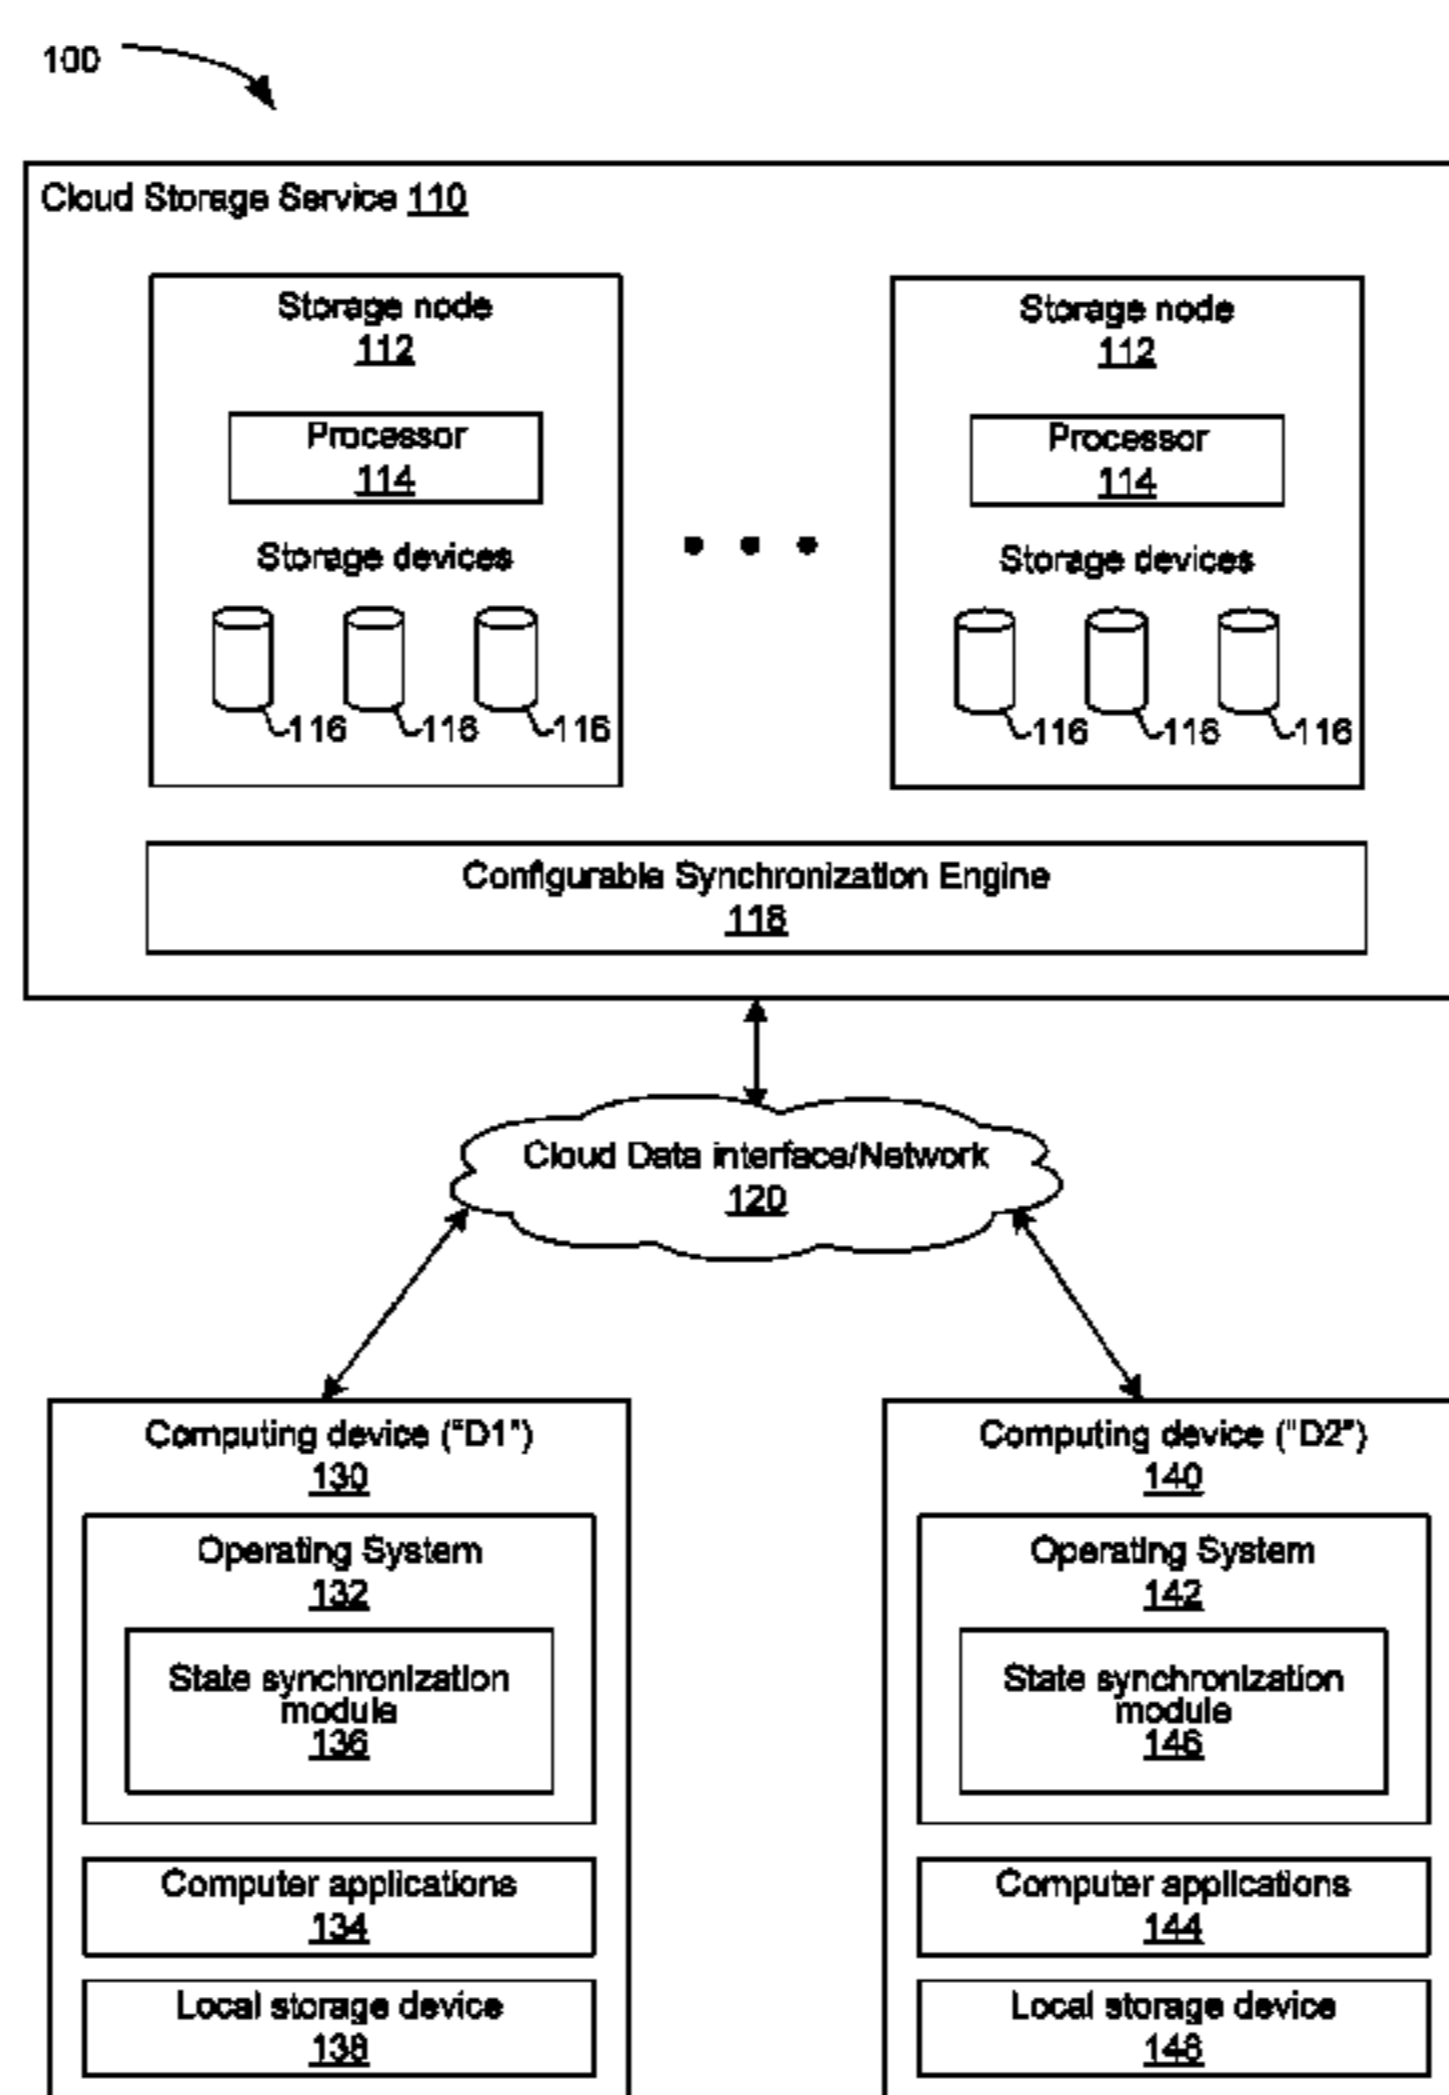 100
Cloud Storage Service 110
Storage node
112
Processor
114
Storage devices
116 116 116
Storage node
112
Processor
114
Storage devices
116 116 116
Configurable Synchronization Engine
118
Cloud Data interface/Network
120
Computing device ("D1")
130
Operating System
132
State synchronization
module
136
Computer applications
134
Local storage device
138
Computing device ("D2")
140
Operating System
142
State synchronization
module
146
Computer applications
144
Local storage device
148